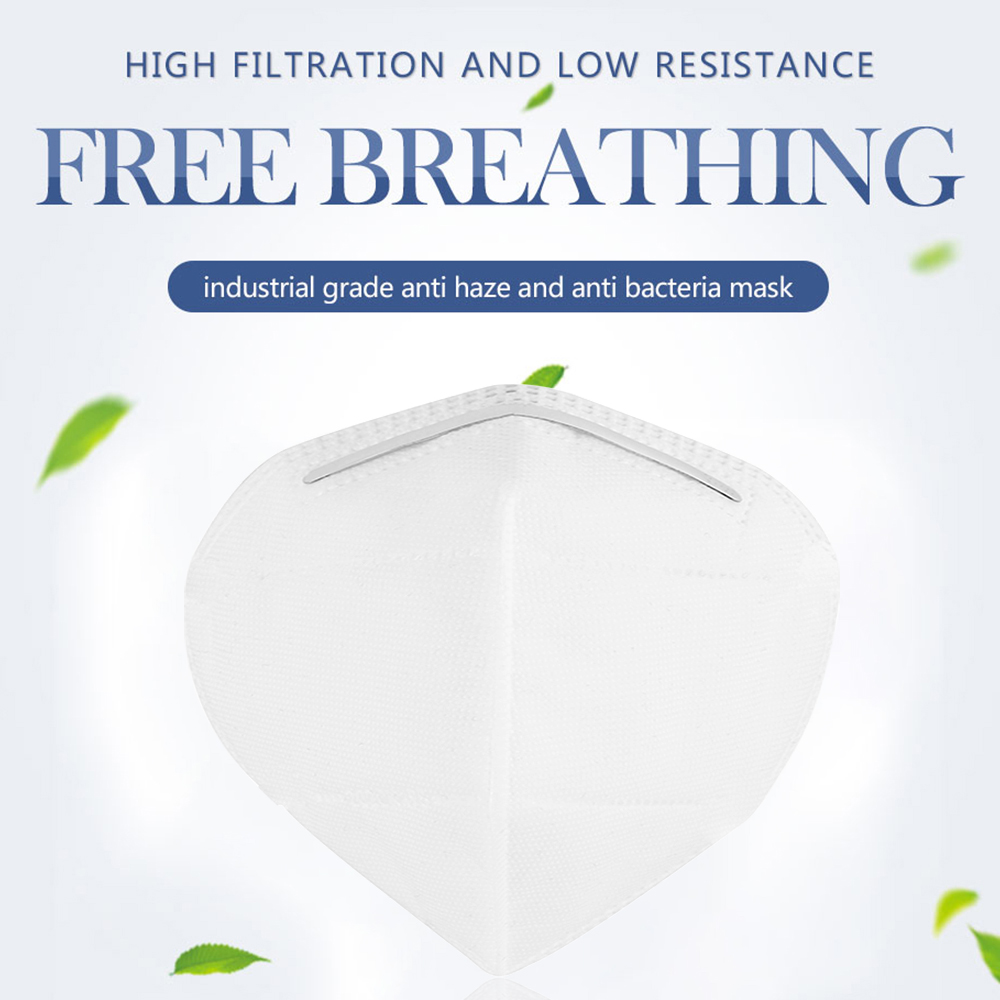 HIGH FILTRATION AND LOW RESISTANCE
FREE BREATHING
industrial grade anti haze and anti bacteria mask